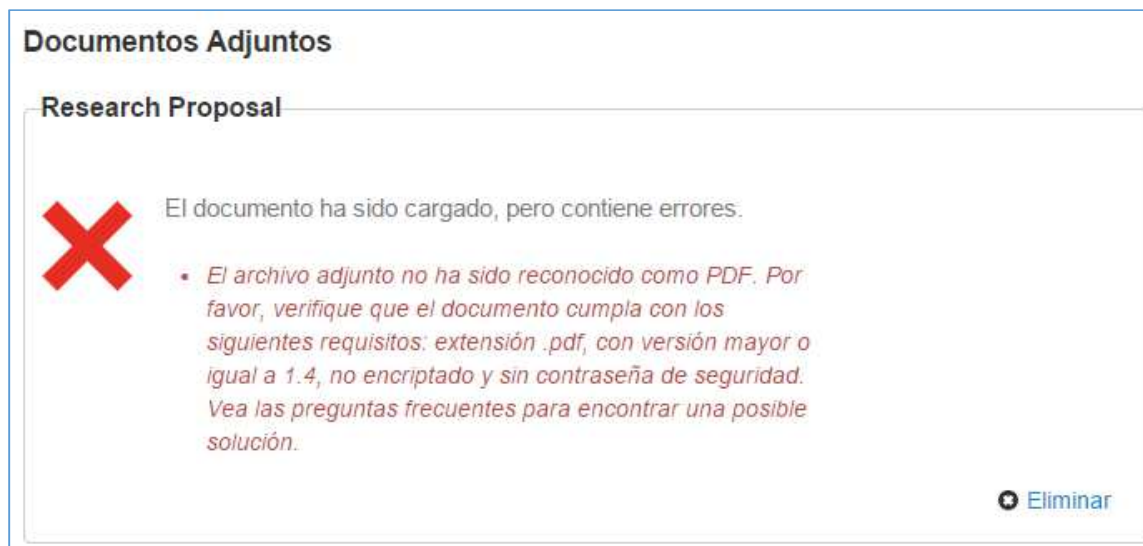 Documentos Adjuntos
Research Proposal
El documento ha sido cargado, pero contiene errores.
• El archivo adjunto no ha sido reconocido como PDF. Por
favor, verifique que el documento cumpla con los
siguientes requisitos: extensión .pdf, con versión mayor o
igual a 1.4, no encriptado y sin contraseña de seguridad.
Vea las preguntas frecuentes para encontrar una posible
solución.
Eliminar